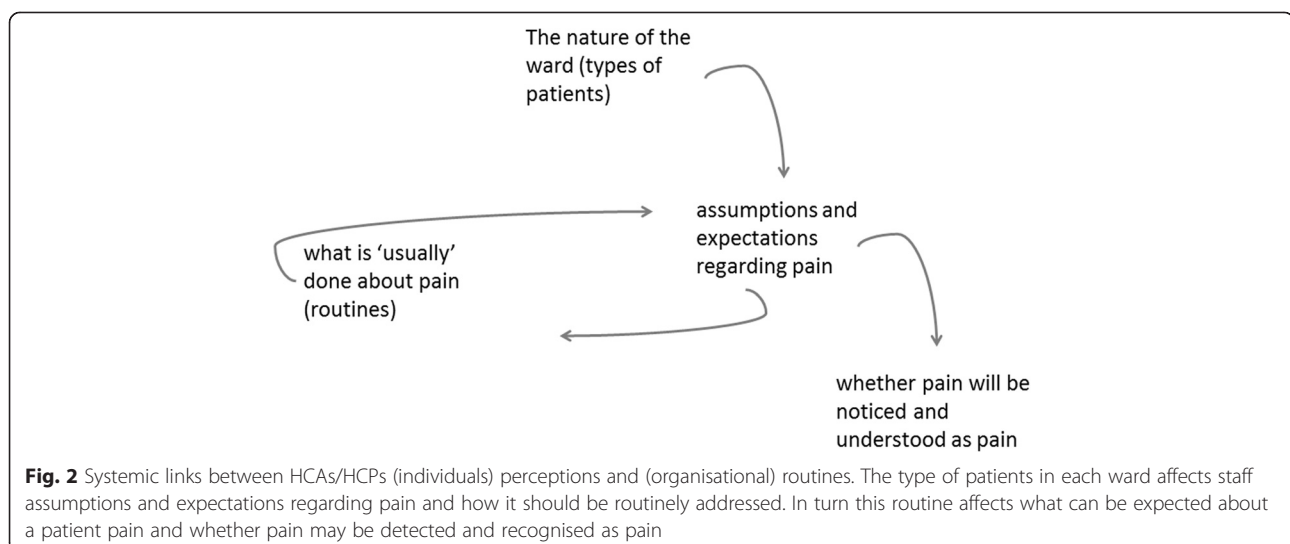 The nature of the
ward (types of
patients)
assumptions and
expectations
regarding pain
what is ‘usually’
done about pain
(routines)
whether pain will be
noticed and
understood as pain
Fig. 2 Systemic links between HCAs/HCPs (individuals) perceptions and (organisational) routines. The type of patients in each ward affects staff
assumptions and expectations regarding pain and how it should be routinely addressed. In turn this routine affects what can be expected about
a patient pain and whether pain may be detected and recognised as pain